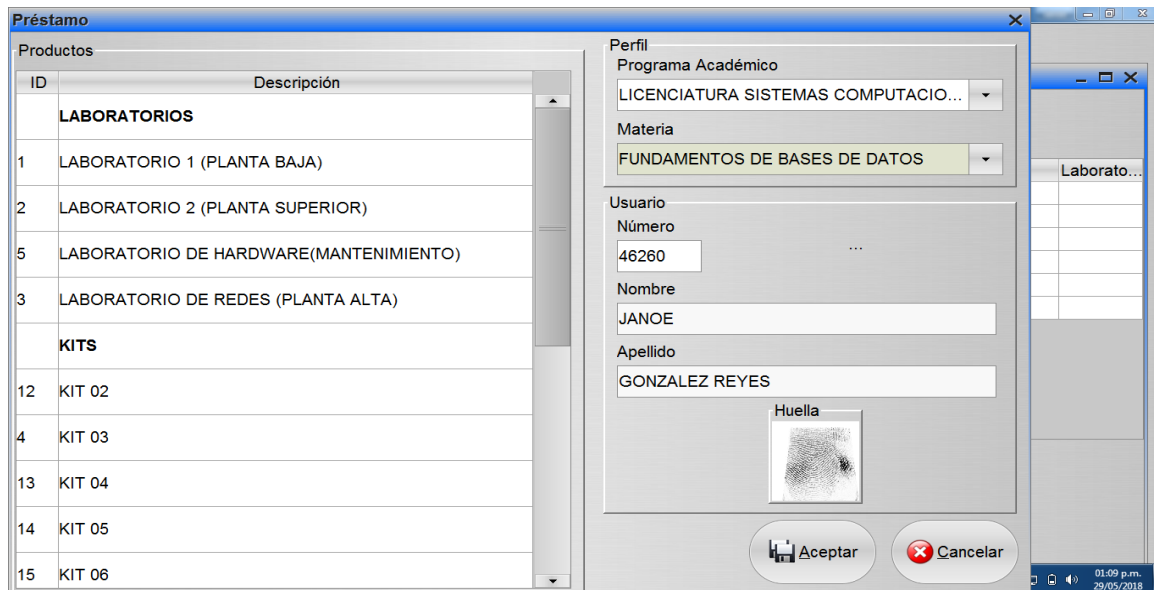 Préstamo
Productos
ID Descripción
LABORATORIOS
1 LABORATORIO 1 (PLANTA BAJA)
2 LABORATORIO 2 (PLANTA SUPERIOR)
5 LABORATORIO DE HARDWARE(MANTENIMIENTO)
3 LABORATORIO DE REDES (PLANTA ALTA)
KITS
12 KIT 02
4 KIT 03
13 KIT 04
14 KIT 05
15 KIT 06
Perfil
Programa Académico
LICENCIATURA SISTEMAS COMPUTACIO...
Materia
FUNDAMENTOS DE BASES DE DATOS
Usuario
Número
46260
...
Nombre
JANOE
Apellido
GONZALEZ REYES
Huella
Aceptar
Cancelar
Laborato...
01:09 p.m.
29/05/2018